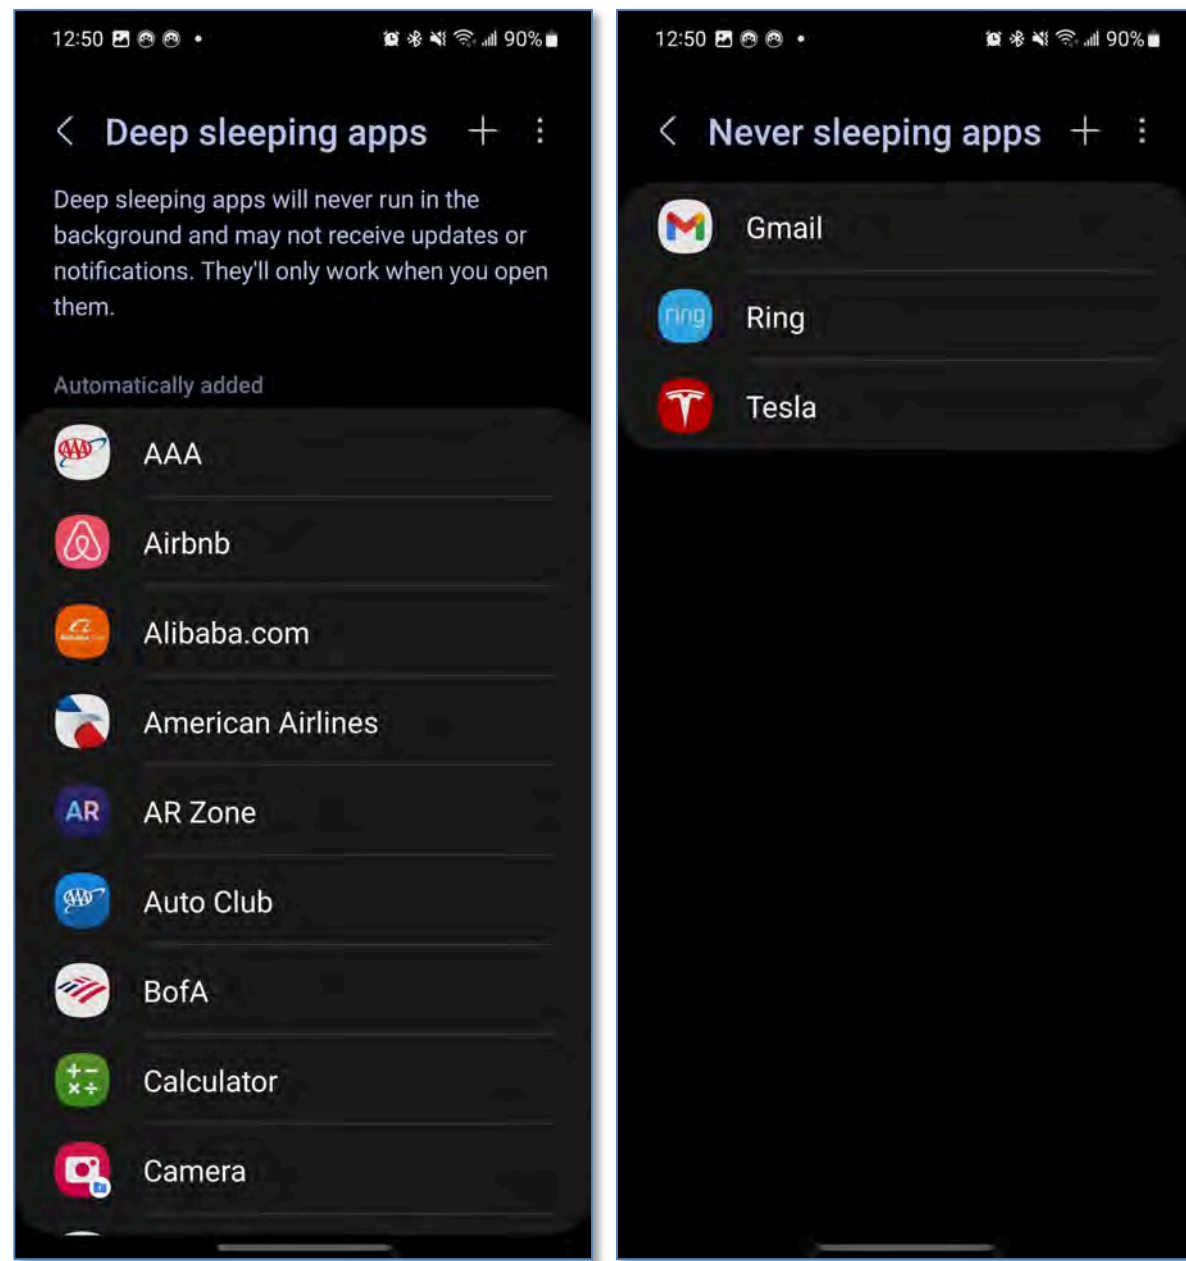 12:50 90%
Deep sleeping apps
Deep sleeping apps will never run in the
background and may not receive updates or
notifications. They'll only work when you open
them.
Automatically added
AAA
AAA
Airbnb
Alibaba.com
American Airlines
AR
AR Zone
AAA
Auto Club
BofA
Calculator
Camera
12:50 90%
Never sleeping apps
Gmail
ring
Ring
Tesla